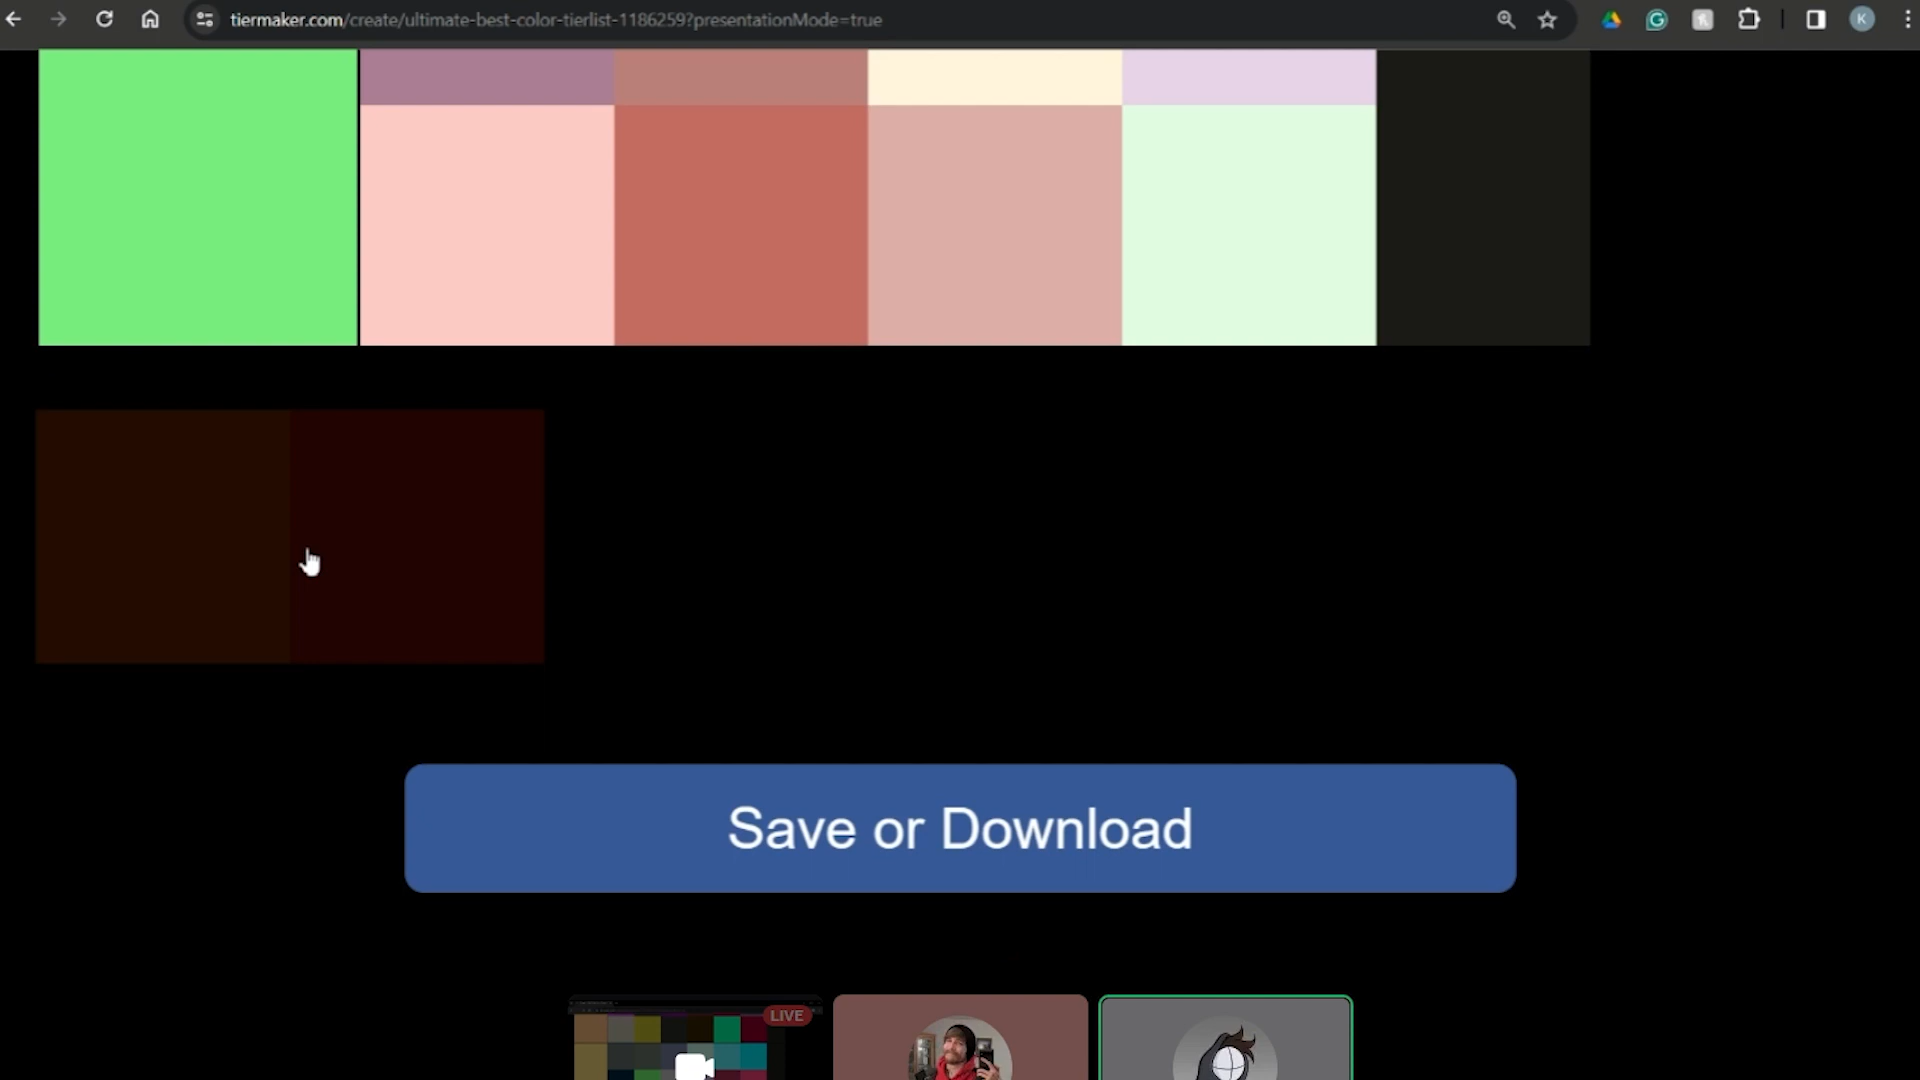 tiermaker.com/create/ultimate-best-color-tierlist-1186259?presentationMode=true
K
Save or Download
LIVE